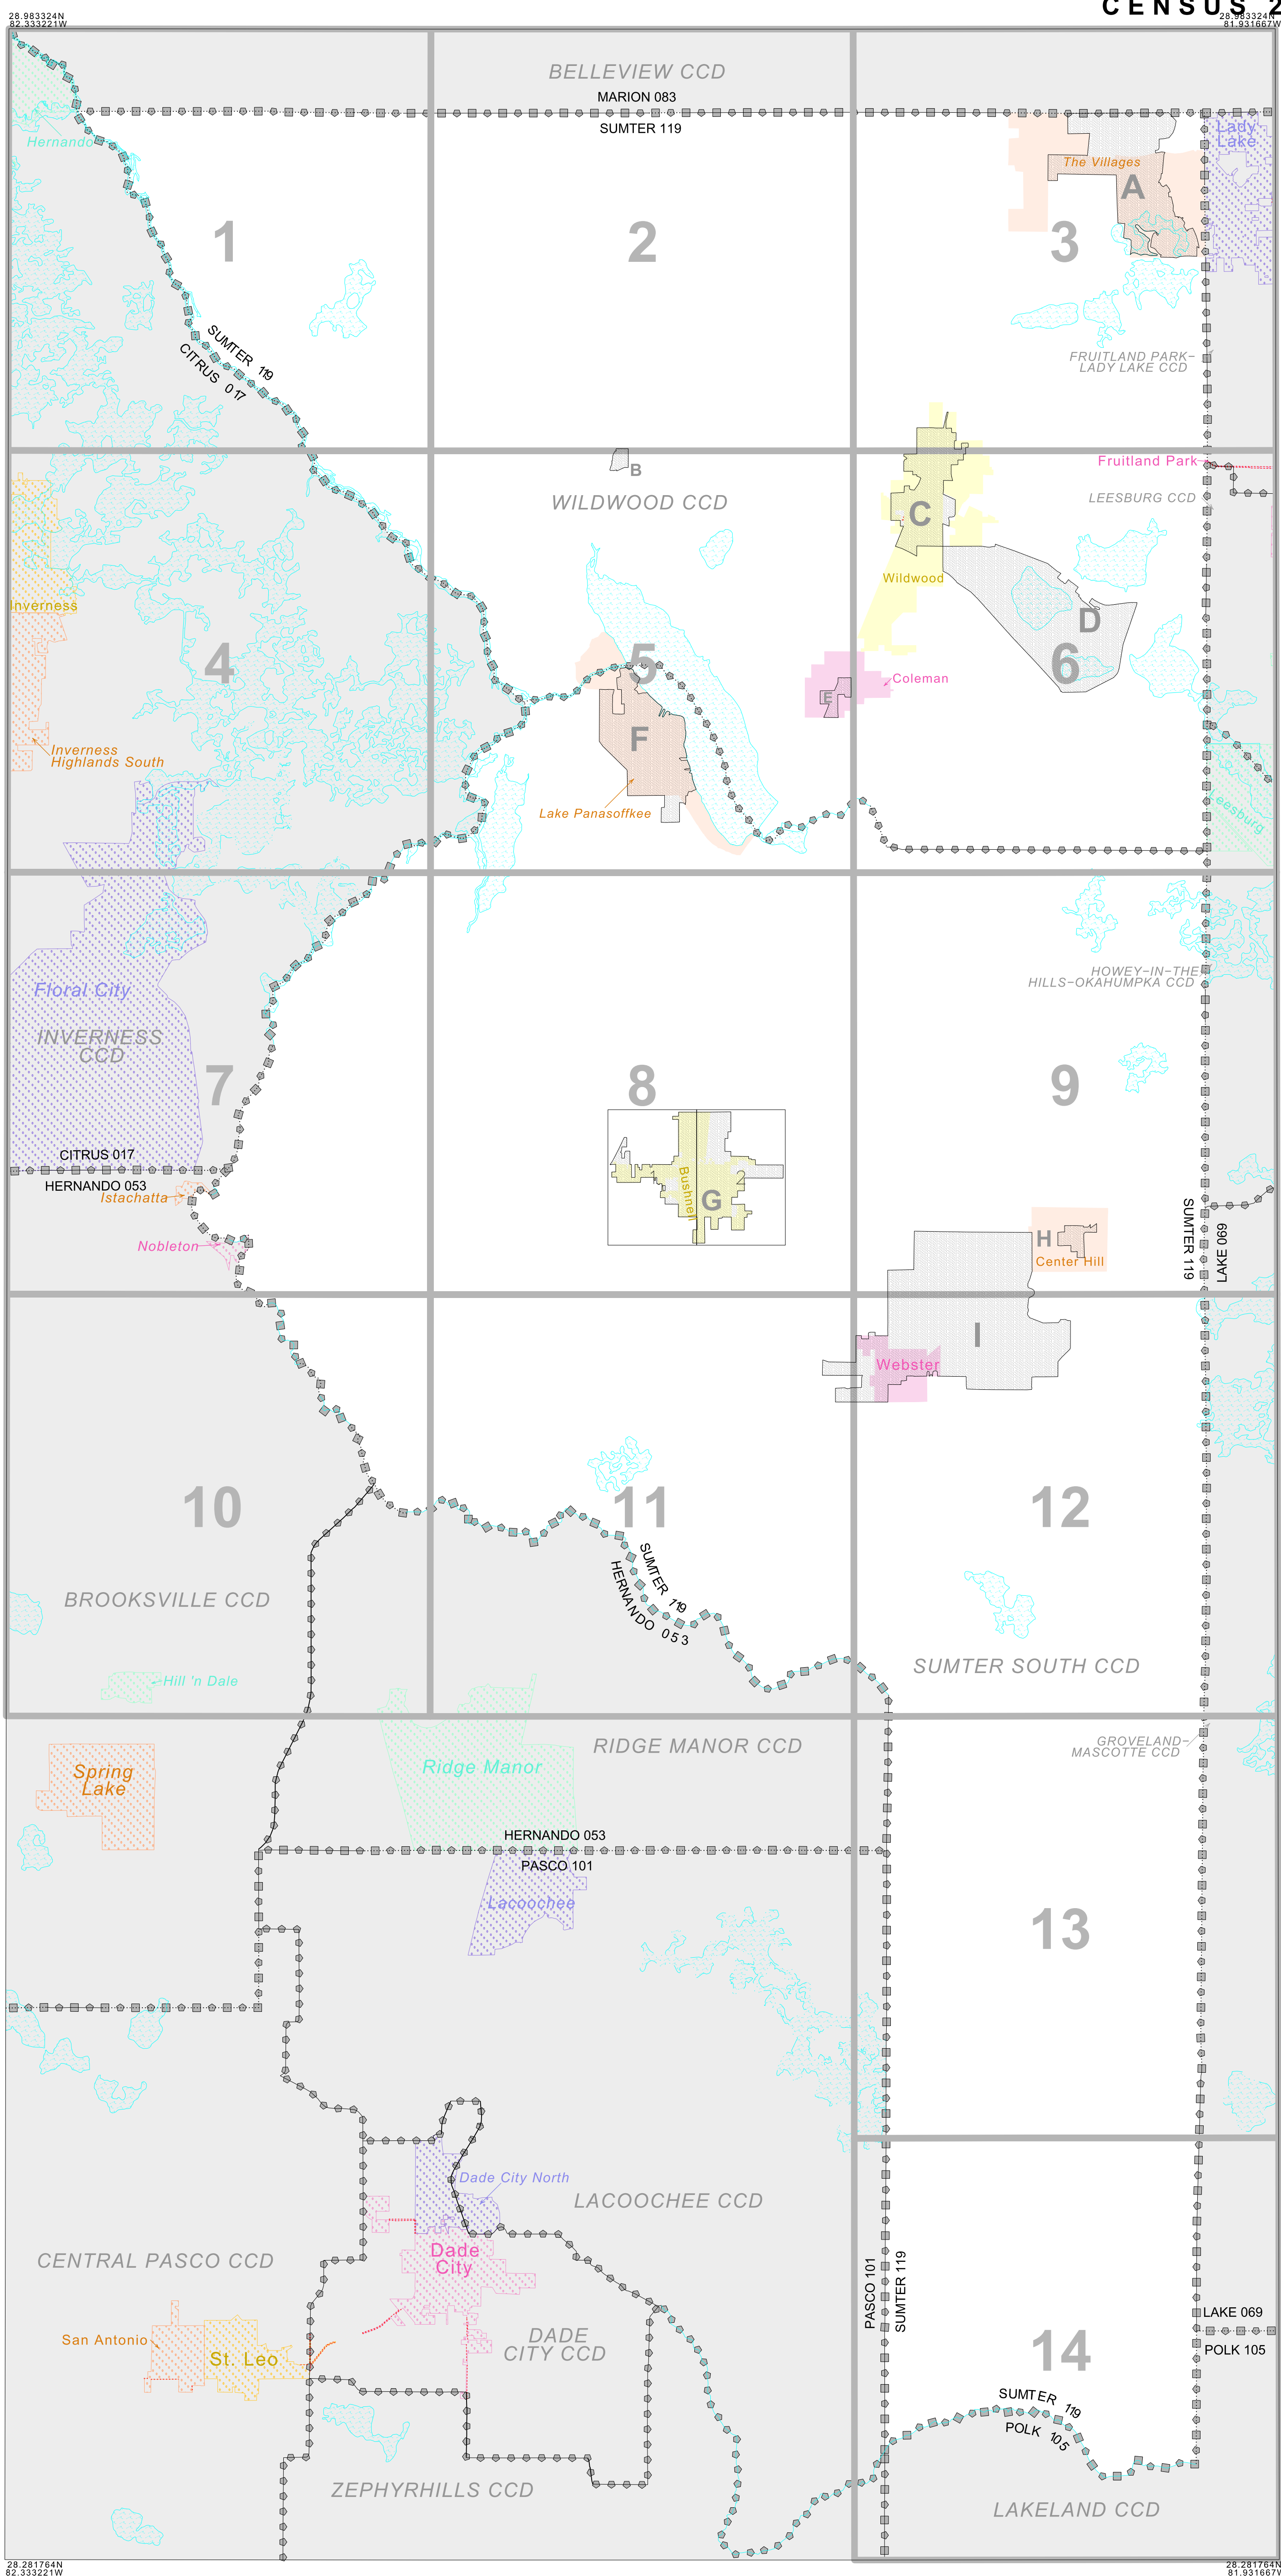 CENSUS 2
28.983324N
82.333221W
28.983324N
81.931667W
BELLEVIEW CCD
MARION 083
SUMTER 119
Hernando
Lady
Lake
The Villages
A
1
2
3
SUMTER 119
CITRUS 017
FRUITLAND PARK-
LADY LAKE CCD
B
Fruitland Park
WILDWOOD CCD
LEESBURG CCD
C
Wildwood
Inverness
D
4
5
6
Coleman
E
F
Inverness
Highlands South
Lake Panasoffkee
Leesburg
HOWEY-IN-THE
HILLS-OKAHUMPKA CCD
Floral City
INVERNESS
CCD
7
8
9
CITRUS 017
HERNANDO 053
Istachatta
Bushnell
G
SUMTER 119
LAKE 069
Nobleton
H
Center Hill
I
Webster
10
11
12
SUMTER 119
HERNANDO 053
BROOKSVILLE CCD
SUMTER SOUTH CCD
Hill 'n Dale
RIDGE MANOR CCD
GROVELAND-
MASCOTTE CCD
Spring
Lake
Ridge Manor
HERNANDO 053
PASCO 101
Lacoochee
13
Dade City North
LACOOCHEE CCD
Dade
City
CENTRAL PASCO CCD
PASCO 101
SUMTER 119
LAKE 069
POLK 105
San Antonio
St. Leo
DADE
CITY CCD
14
SUMTER 119
POLK 105
ZEPHYRHILLS CCD
LAKELAND CCD
28.281764N
82.333221W
28.281764N
81.931667W